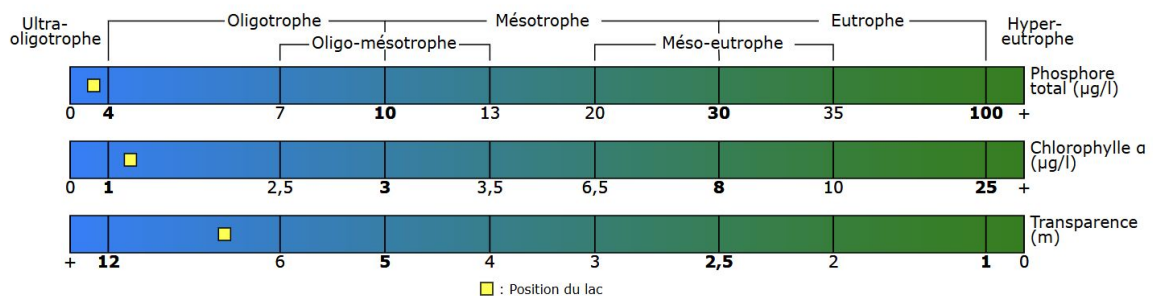 Ultra-
oligotrophe
Oligotrophe
Mésotrophe
Eutrophe
Hyper-
eutrophe
Oligo-mésotrophe
Méso-eutrophe
Phosphore
total (µg/l)
0 4 7 10 13 20 30 35 100 +
Chlorophylle α
(µg/l)
0 1 2,5 3 3,5 6,5 8 10 25 +
Transparence
(m)
+ 12 6 5 4 3 2,5 2 1 0
: Position du lac